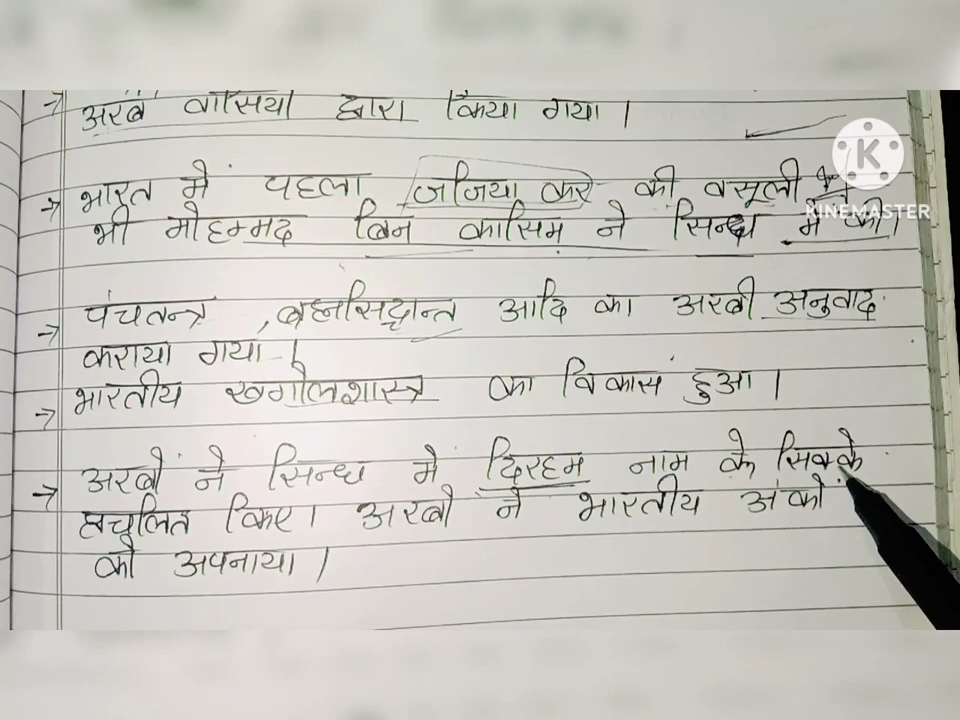 → अरब वासियों द्वारा किया गया।
→ भारत में पहला जजिया कर की वसूली
भी मौहम्मद बिन कासिम ने सिन्ध में की।
→ पंचतन्त्र, ब्रह्मसिद्वान्त आदि का अरबी अनुवाद
कराया गया।
→ भारतीय खगोलशास्त्र का विकास हुआ।
→ अरबों ने सिन्ध में दिरहम नाम के सिक्के
प्रचलित किए। अरबों ने भारतीय अंको
को अपनाया।
K
KINEMASTER